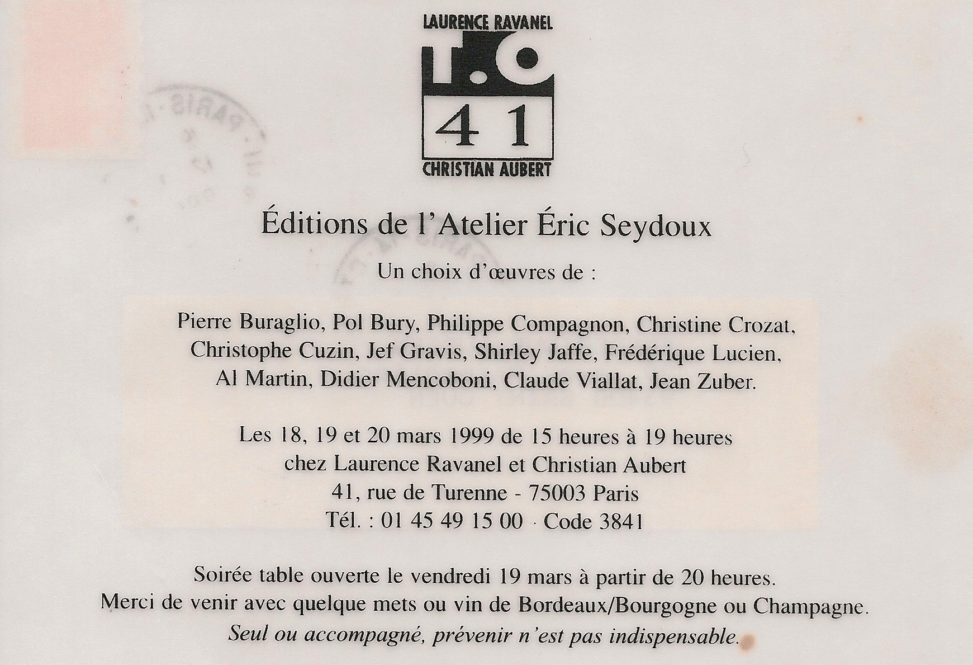 LAURENCE RAVANEL
T.O
41
CHRISTIAN AUBERT
PARIS
Éditions de l'Atelier Éric Seydoux
PARIS
Un choix d'œuvres de :
Pierre Buraglio, Pol Bury, Philippe Compagnon, Christine Crozat,
Christophe Cuzin, Jef Gravis, Shirley Jaffe, Frédérique Lucien,
Al Martin, Didier Mencoboni, Claude Viallat, Jean Zuber.
Les 18, 19 et 20 mars 1999 de 15 heures à 19 heures
chez Laurence Ravanel et Christian Aubert
41, rue de Turenne - 75003 Paris
Tél. : 01 45 49 15 00 · Code 3841
Soirée table ouverte le vendredi 19 mars à partir de 20 heures.
Merci de venir avec quelque mets ou vin de Bordeaux/Bourgogne ou Champagne.
Seul ou accompagné, prévenir n'est pas indispensable.